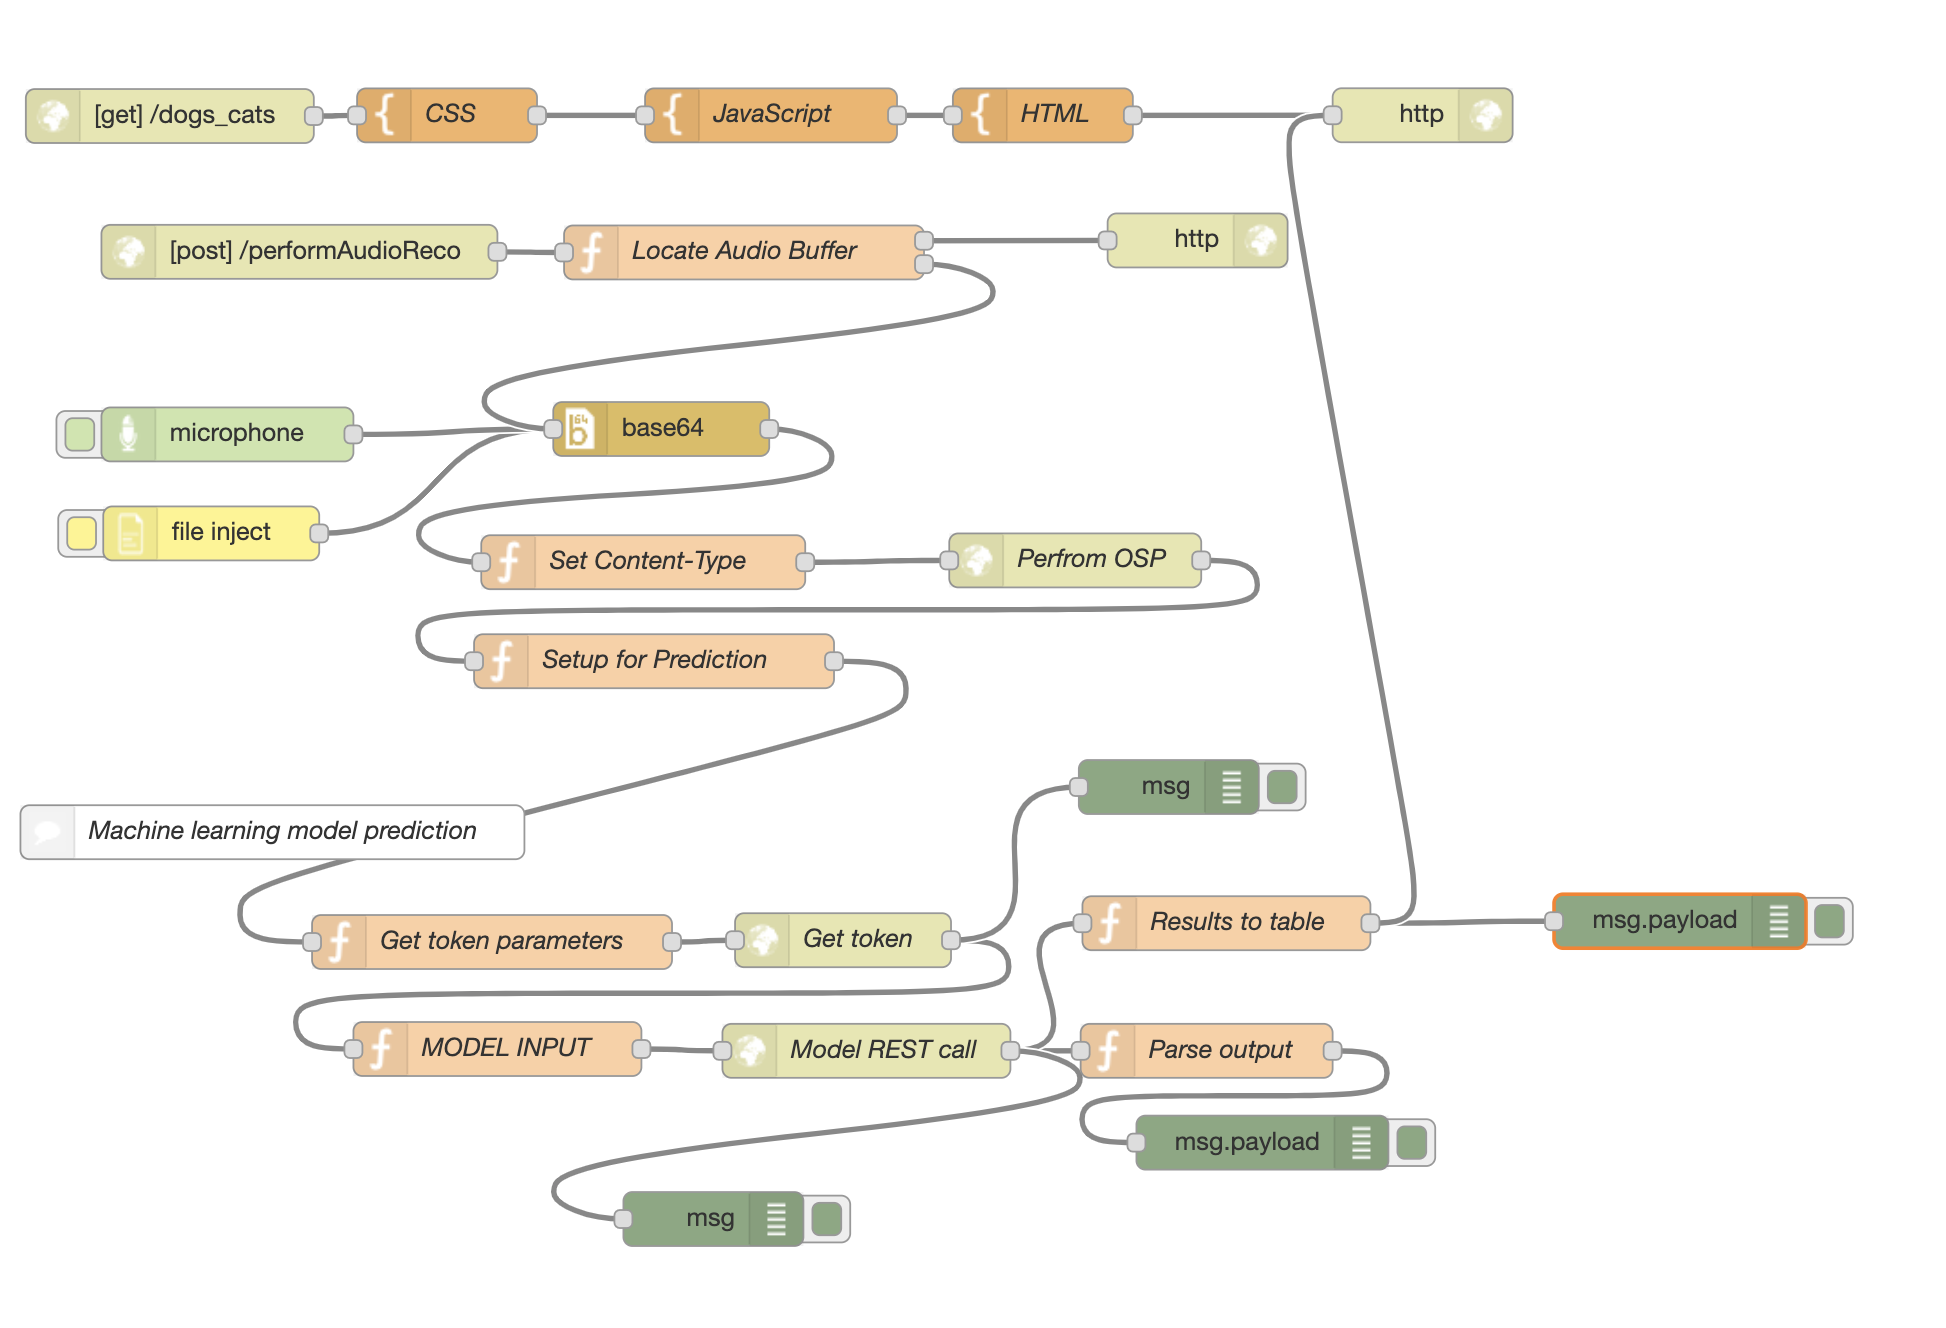 [get] /dogs_cats
CSS
JavaScript
HTML
http
[post] /performAudioReco
Locate Audio Buffer
http
microphone
base64
file inject
Set Content-Type
Perfrom OSP
Setup for Prediction
msg
Machine learning model prediction
Get token parameters
Get token
Results to table
msg.payload
MODEL INPUT
Model REST call
Parse output
msg.payload
msg